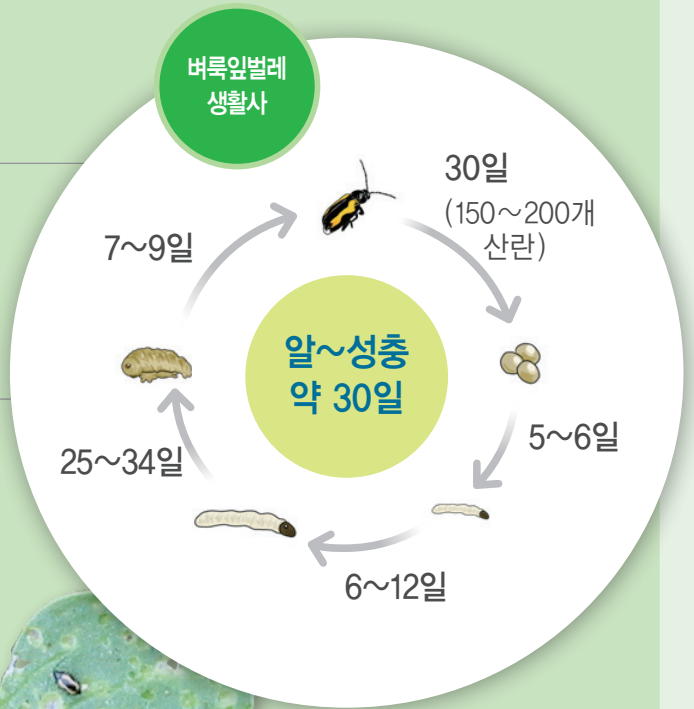 벼룩잎벌레
생활사
30일
(150~200개
산란)
7~9일
알~성충
약 30일
5~6일
25~34일
6~12일